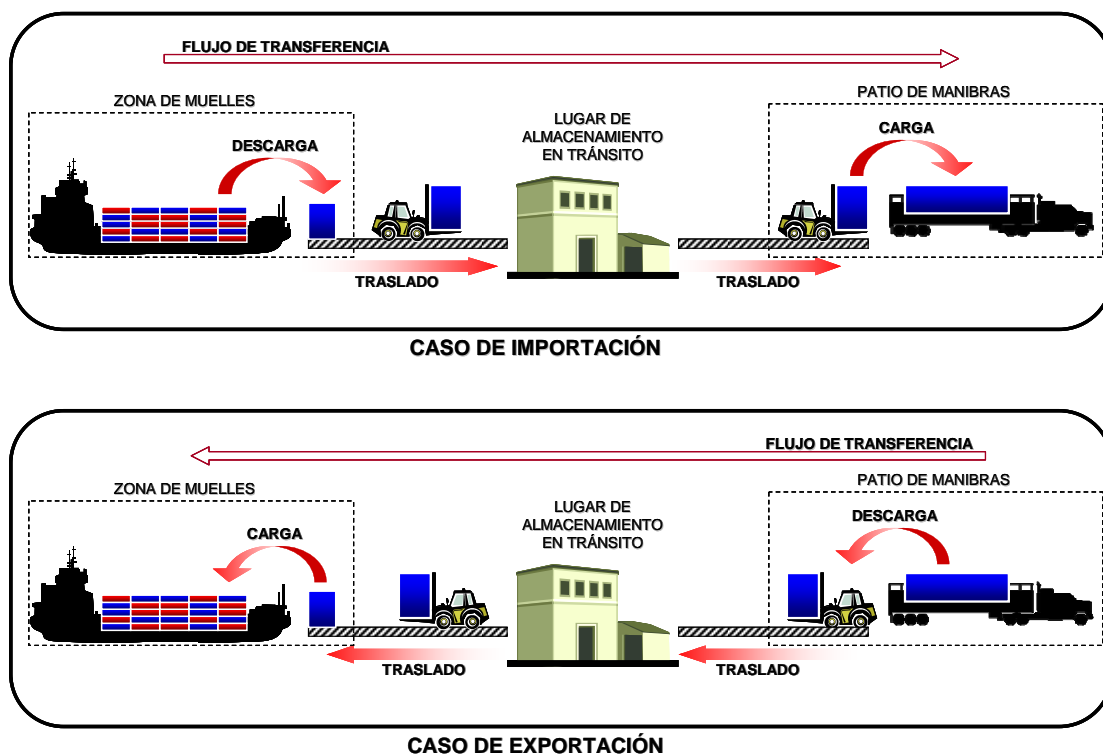 FLUJO DE TRANSFERENCIA
ZONA DE MUELLES
PATIO DE MANIBRAS
LUGAR DE
ALMACENAMIENTO
EN TRÁNSITO
DESCARGA
CARGA
TRASLADO
TRASLADO
CASO DE IMPORTACIÓN
FLUJO DE TRANSFERENCIA
ZONA DE MUELLES
PATIO DE MANIBRAS
LUGAR DE
ALMACENAMIENTO
EN TRÁNSITO
CARGA
DESCARGA
TRASLADO
TRASLADO
CASO DE EXPORTACIÓN